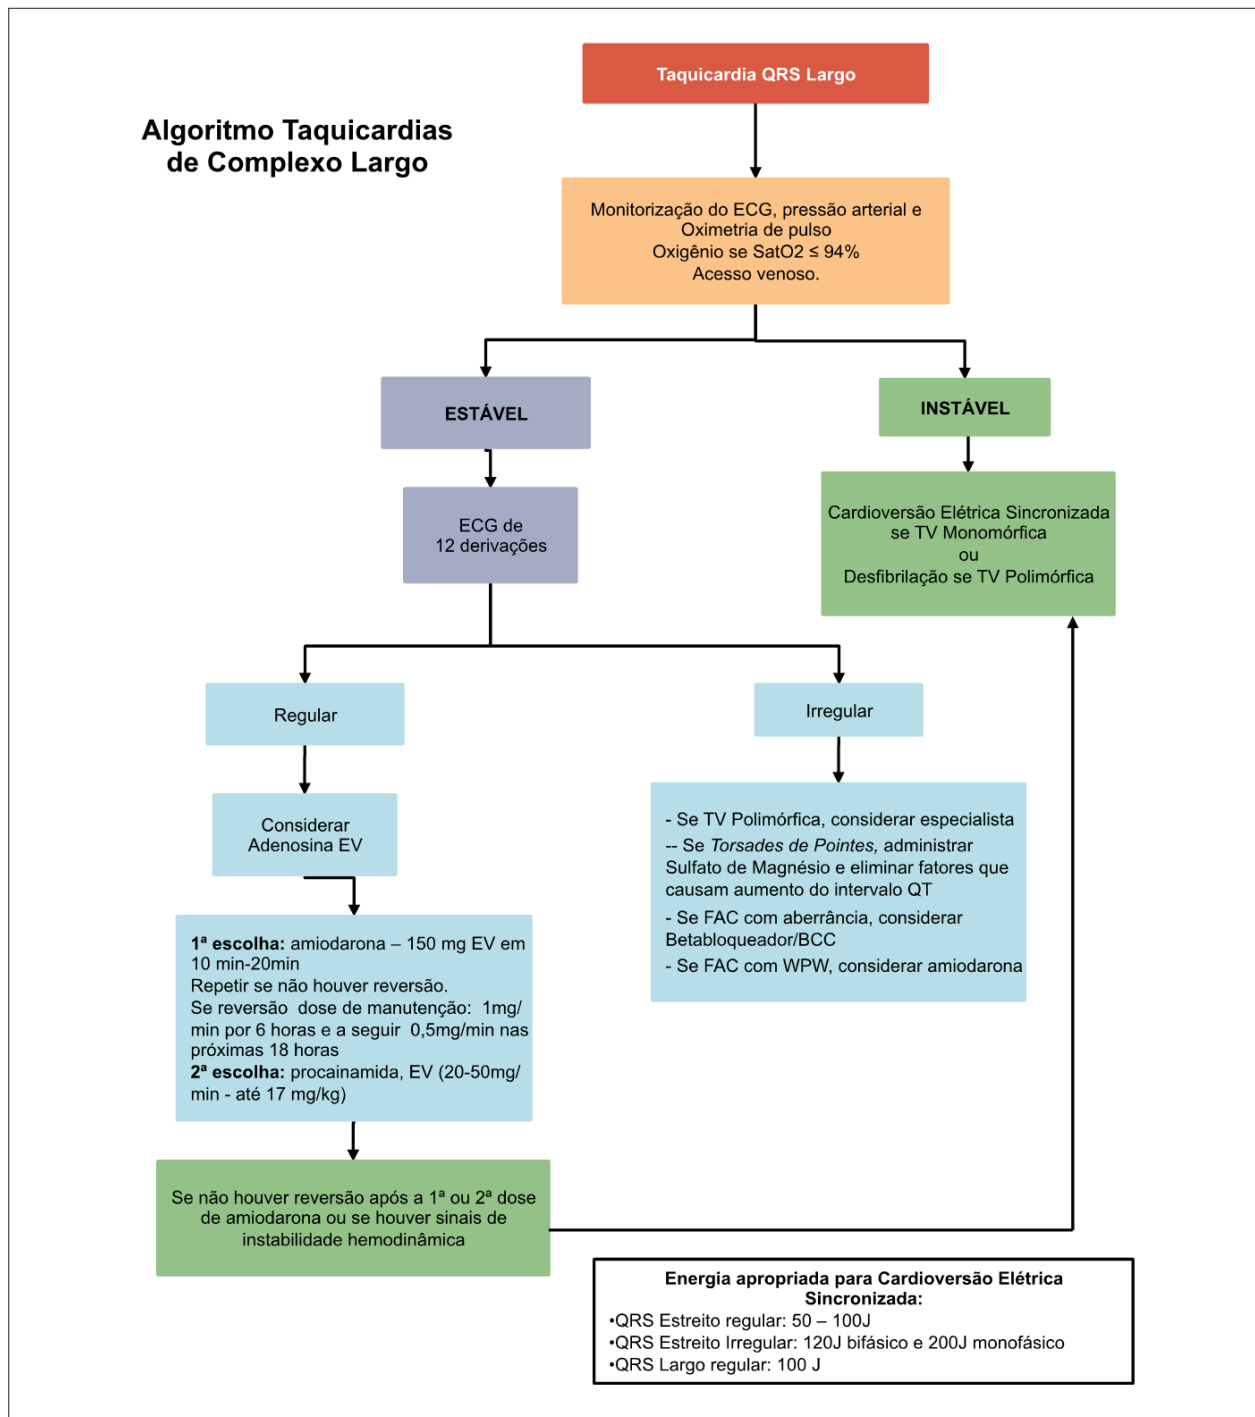 Taquicardia QRS Largo
Algoritmo Taquicardias
de Complexo Largo
Monitorização do ECG, pressão arterial e
Oximetria de pulso
Oxigênio se SatO2 ≤ 94%
Acesso venoso.
ESTÁVEL
INSTÁVEL
ECG de
12 derivações
Cardioversão Elétrica Sincronizada
se TV Monomórfica
ou
Desfibrilação se TV Polimórfica
Regular
Irregular
Considerar
Adenosina EV
- Se TV Polimórfica, considerar especialista
-- Se Torsades de Pointes, administrar
Sulfato de Magnésio e eliminar fatores que
causam aumento do intervalo QT
- Se FAC com aberrância, considerar
Betabloqueador/BCC
- Se FAC com WPW, considerar amiodarona
1ª escolha: amiodarona – 150 mg EV em
10 min-20min
Repetir se não houver reversão.
Se reversão dose de manutenção: 1mg/
min por 6 horas e a seguir 0,5mg/min nas
próximas 18 horas
2ª escolha: procainamida, EV (20-50mg/
min - até 17 mg/kg)
Se não houver reversão após a 1ª ou 2ª dose
de amiodarona ou se houver sinais de
instabilidade hemodinâmica
Energia apropriada para Cardioversão Elétrica
Sincronizada:
•QRS Estreito regular: 50 – 100J
•QRS Estreito Irregular: 120J bifásico e 200J monofásico
•QRS Largo regular: 100 J